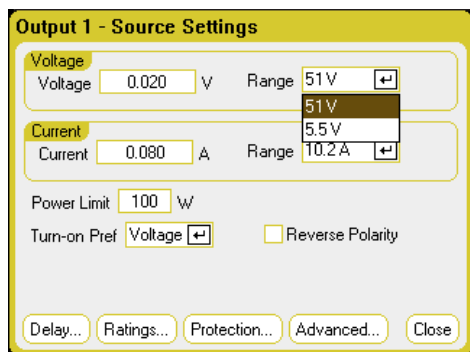 Output 1 - Source Settings
Voltage
Voltage 0.020 V Range 51 V
51 V
5.5 V
Current
Current 0.080 A Range 10.2 A
Power Limit 100 W
Turn-on Pref Voltage Reverse Polarity
Delay... Ratings... Protection... Advanced... Close